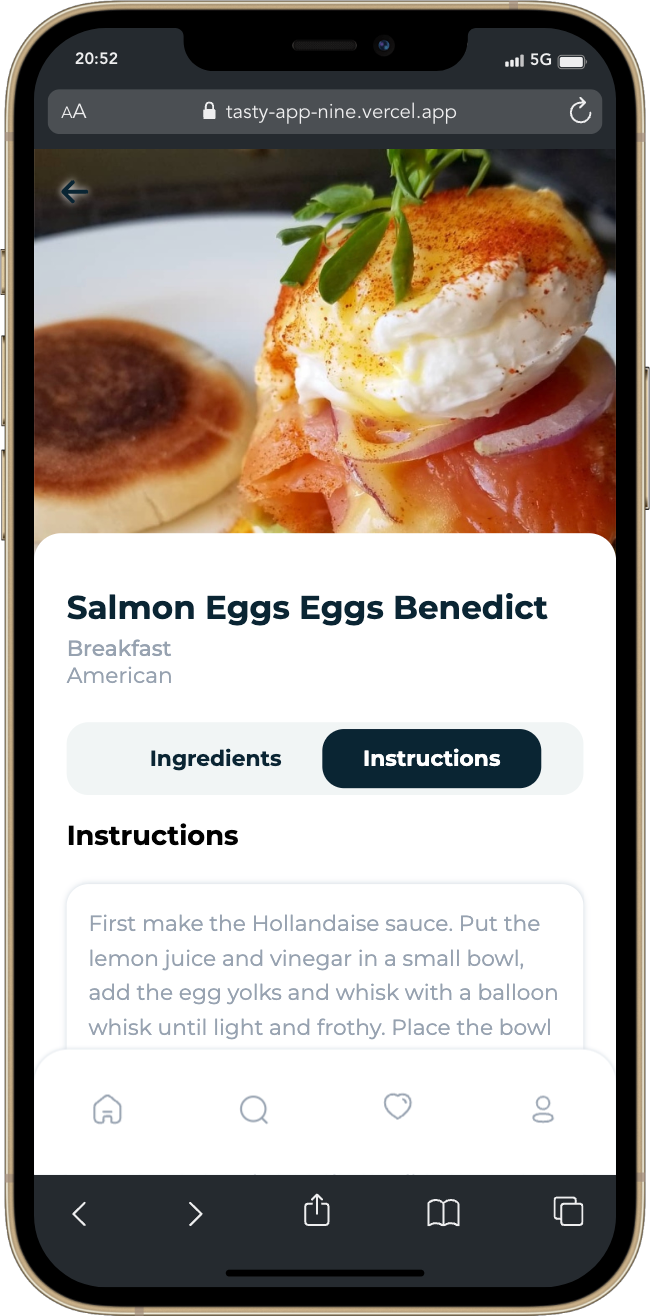 20:52
5G
AA
tasty-app-nine.vercel.app
Salmon Eggs Eggs Benedict
Breakfast
American
Ingredients
Instructions
Instructions
First make the Hollandaise sauce. Put the
lemon juice and vinegar in a small bowl,
add the egg yolks and whisk with a balloon
whisk until light and frothy. Place the bowl